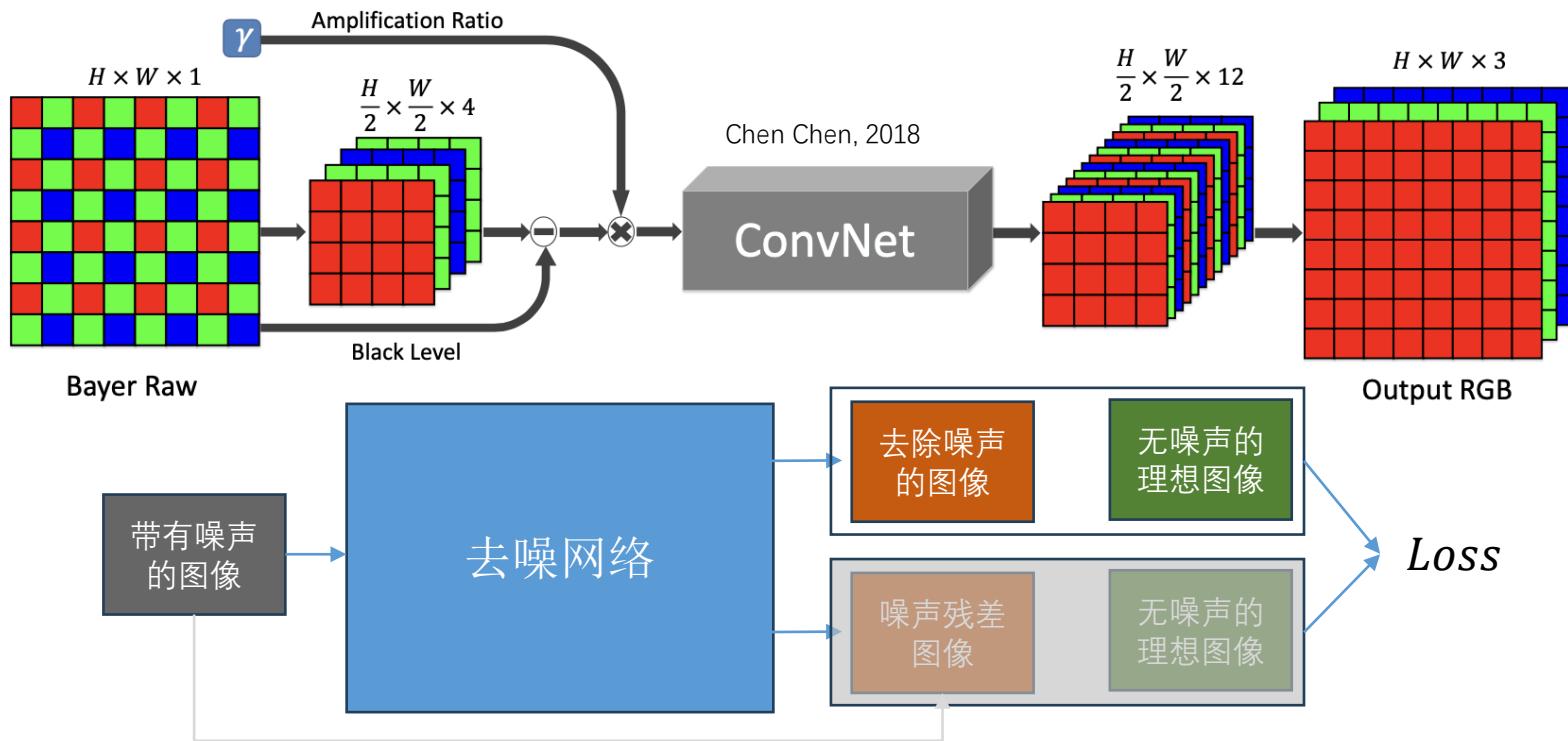 γ
Amplification Ratio
H × W × 1
H/2 × W/2 × 4
Chen Chen, 2018
ConvNet
H/2 × W/2 × 12
H × W × 3
Black Level
Bayer Raw
Output RGB
带有噪声
的图像
去噪网络
去除噪声
的图像
无噪声的
理想图像
噪声残差
图像
无噪声的
理想图像
Loss